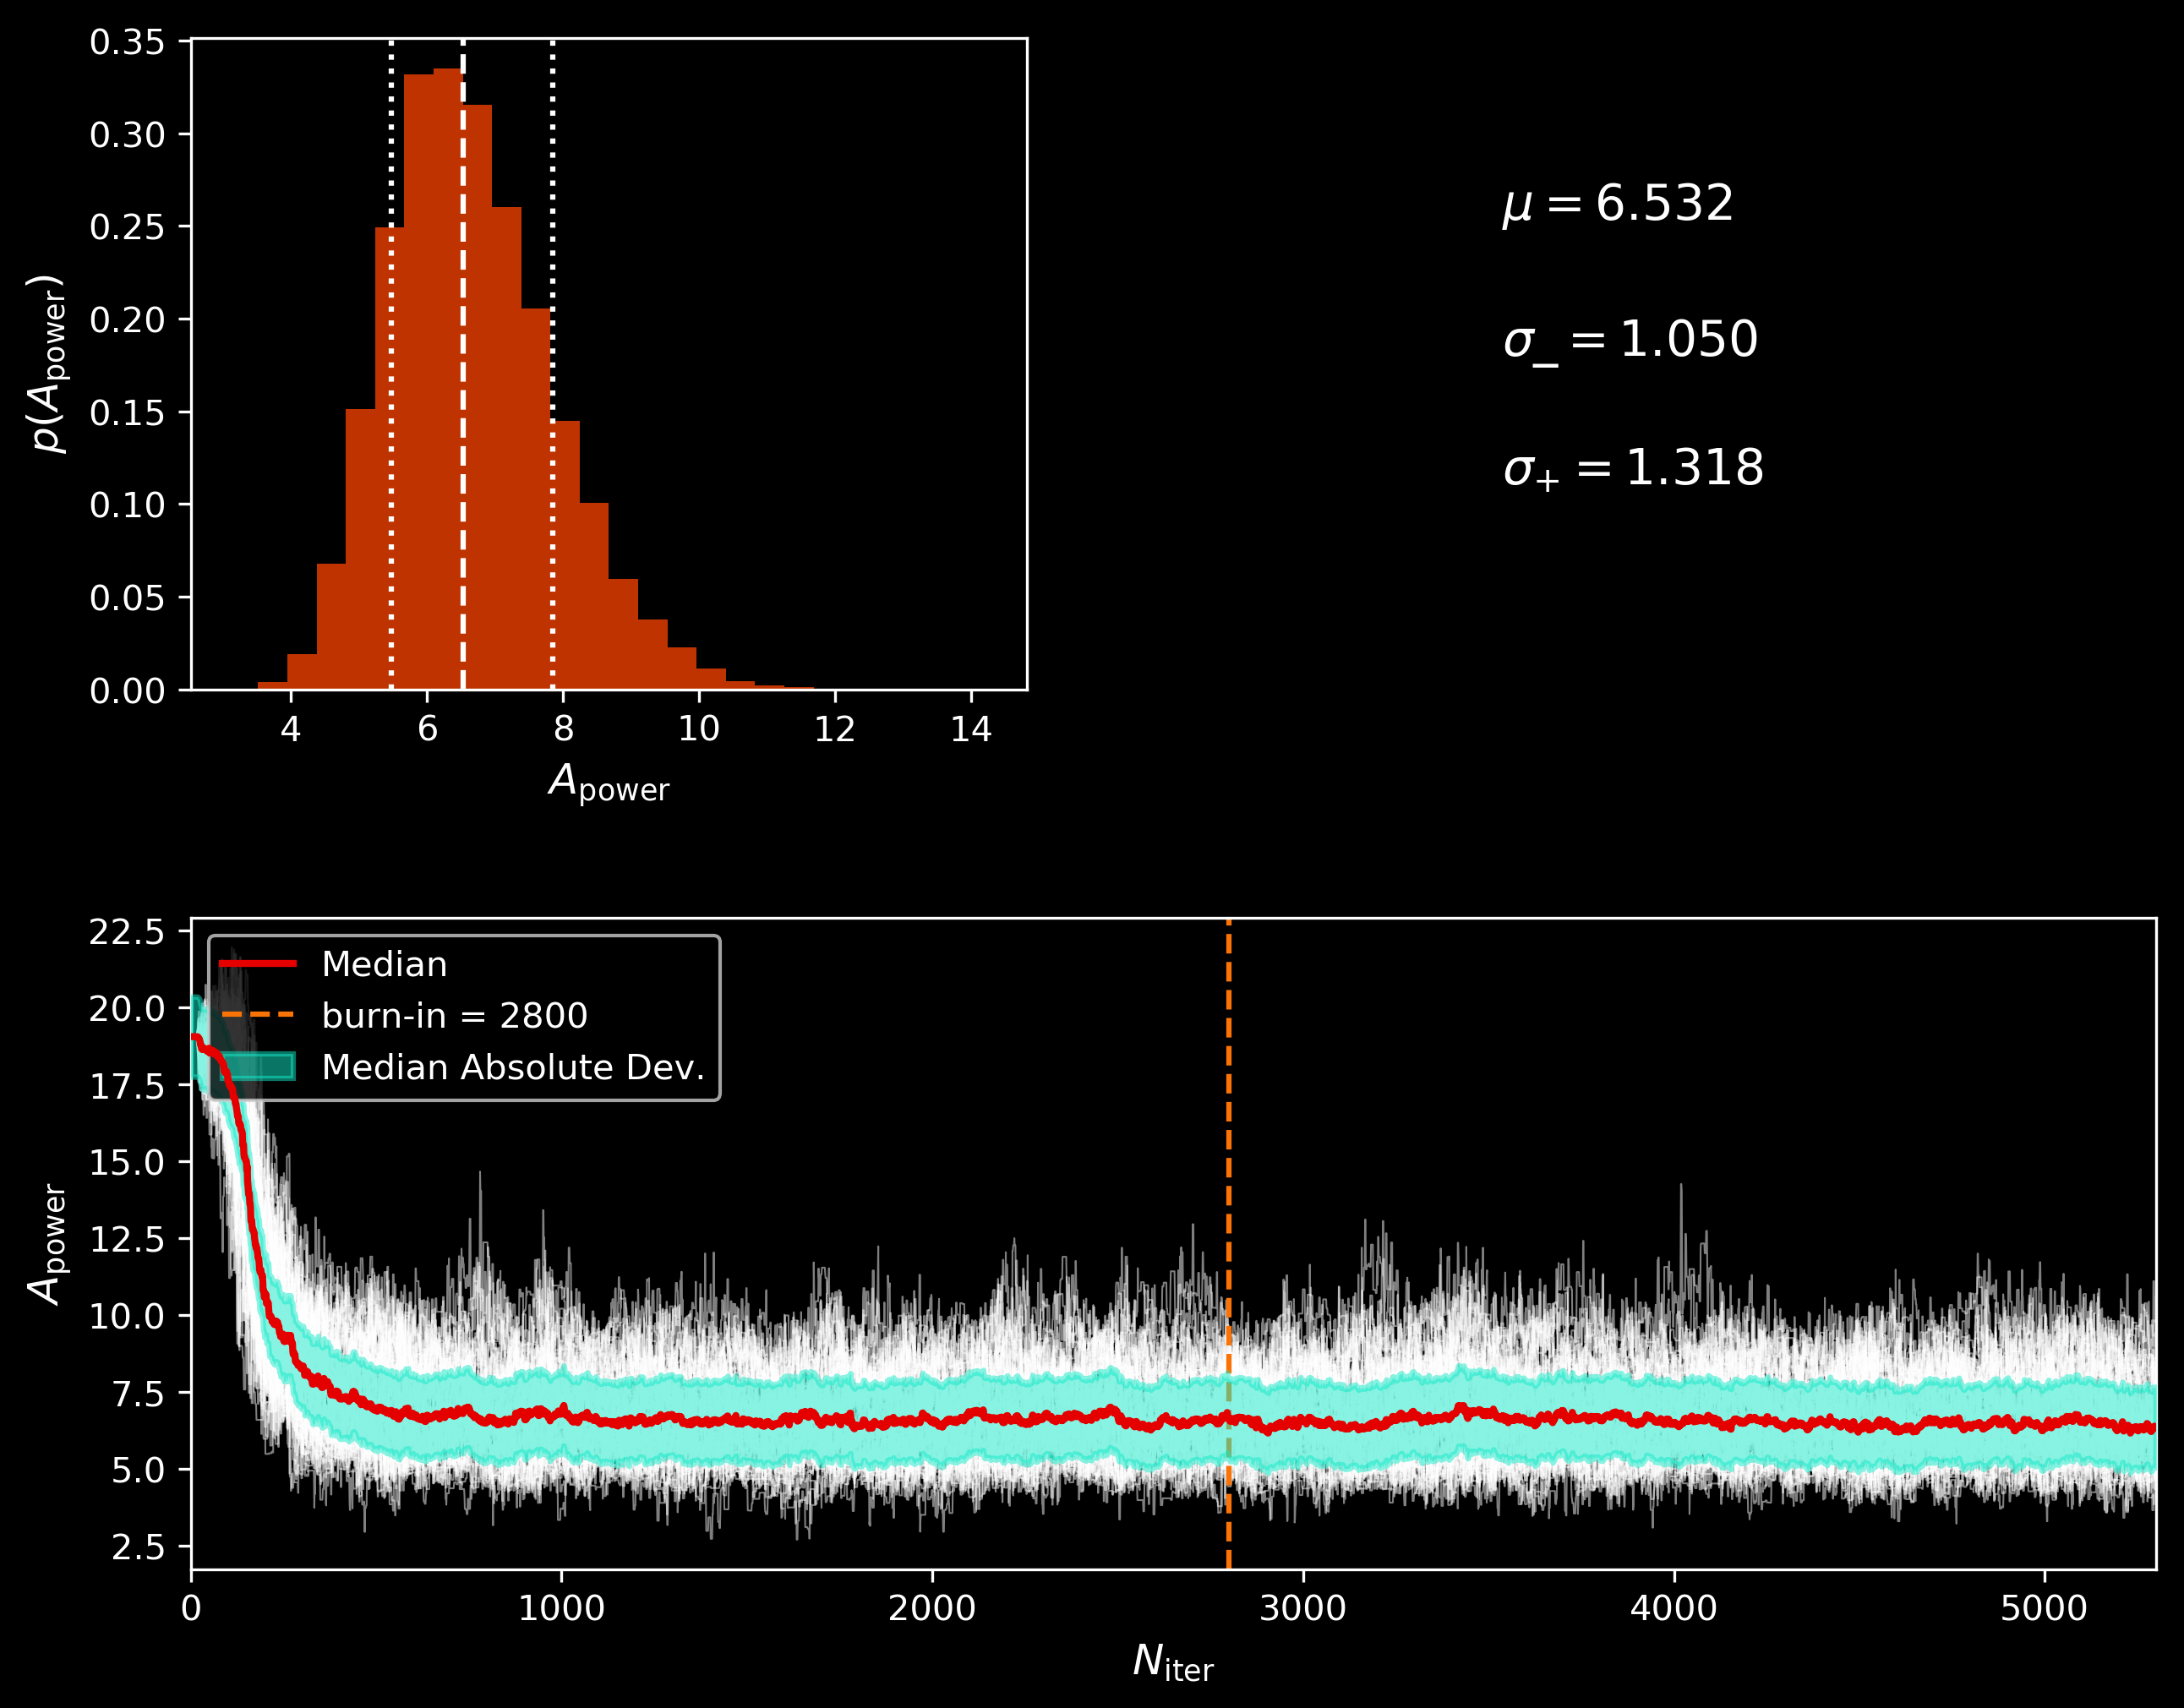 0.35
0.30
0.25
0.20
0.15
0.10
0.05
0.00
p(A_power)
4 6 8 10 12 14
A_power
μ = 6.532
σ_− = 1.050
σ_+ = 1.318
22.5
20.0
17.5
15.0
12.5
10.0
7.5
5.0
2.5
A_power
Median
burn-in = 2800
Median Absolute Dev.
0 1000 2000 3000 4000 5000
N_iter